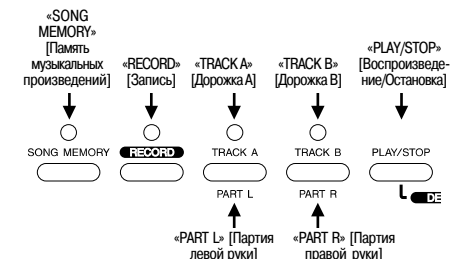 «SONG
MEMORY»
[Память
музыкальных
произведений]
«RECORD»
[Запись]
«TRACK A»
[Дорожка А]
«TRACK B»
[Дорожка В]
«PLAY/STOP»
[Воспроизведе-
ние/Остановка]
SONG MEMORY
RECORD
TRACK A
TRACK B
PLAY/STOP
PART L
PART R
DE
«PART L» [Партия
левой руки]
«PART R» [Партия
правой руки]